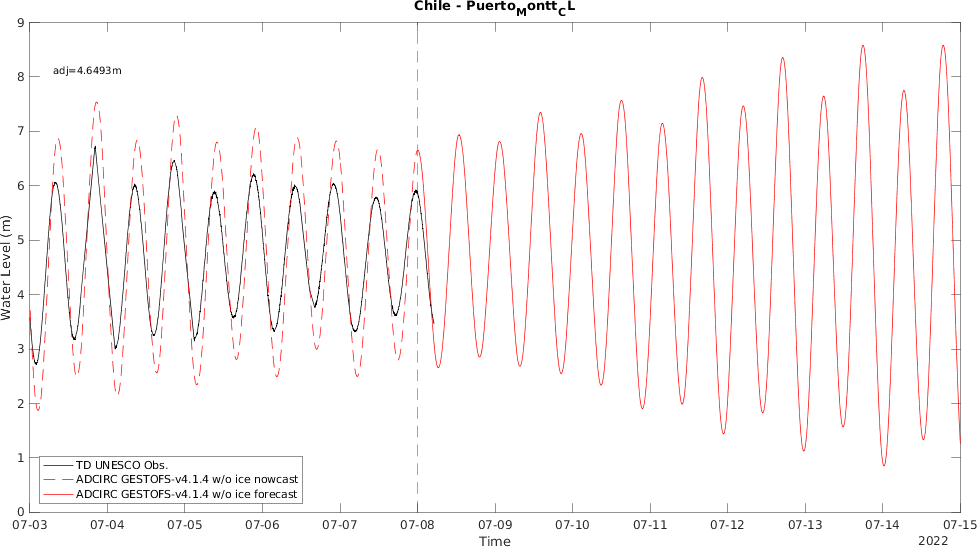 Chile - PuertoMonttCL
9
adj=4.6493m
8
7
6
5
4
3
2
1
0
Water Level (m)
TD UNESCO Obs.
ADCIRC GESTOFS-v4.1.4 w/o ice nowcast
ADCIRC GESTOFS-v4.1.4 w/o ice forecast
07-03 07-04 07-05 07-06 07-07 07-08 07-09 07-10 07-11 07-12 07-13 07-14 07-15
Time
2022